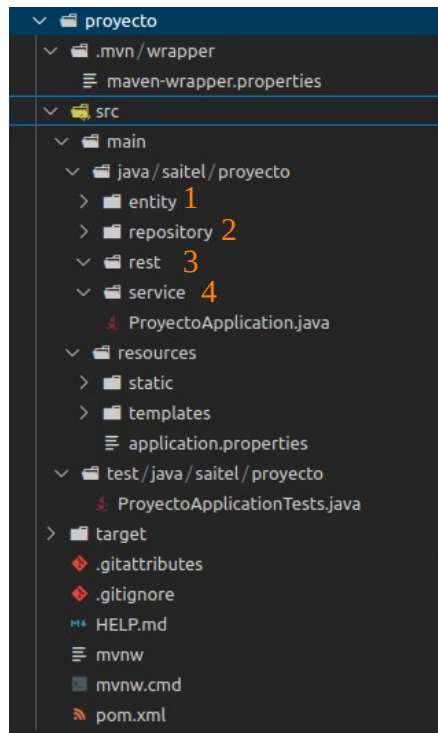 proyecto
.mvn/wrapper
maven-wrapper.properties
src
main
java/saitel/proyecto
entity 1
repository 2
rest 3
service 4
ProyectoApplication.java
resources
static
templates
application.properties
test/java/saitel/proyecto
ProyectoApplicationTests.java
target
.gitattributes
.gitignore
HELP.md
mvnw
mvnw.cmd
pom.xml